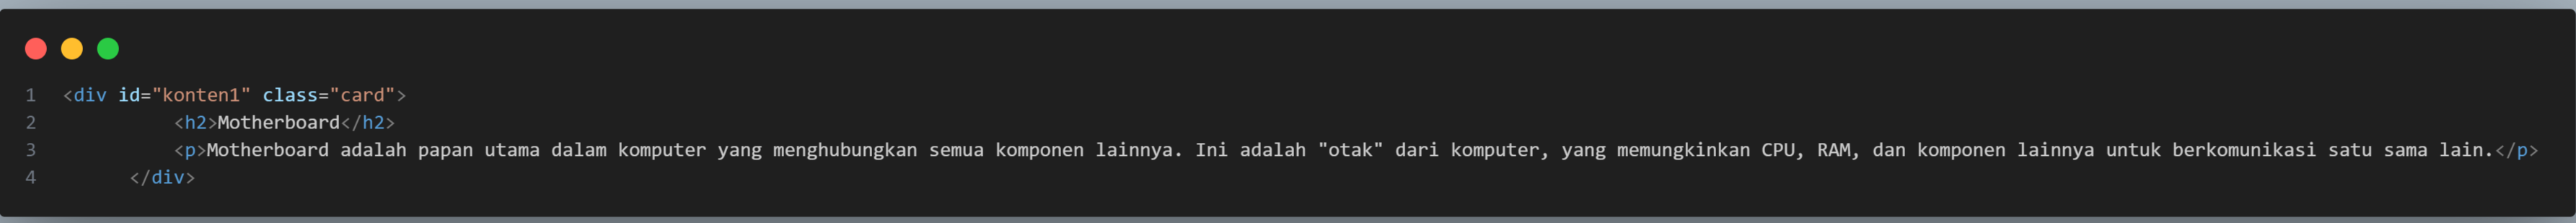 1 <div id="konten1" class="card">
2 <h2>Motherboard</h2>
3 <p>Motherboard adalah papan utama dalam komputer yang menghubungkan semua komponen lainnya. Ini adalah "otak" dari komputer, yang memungkinkan CPU, RAM, dan komponen lainnya untuk berkomunikasi satu sama lain.</p>
4 </div>